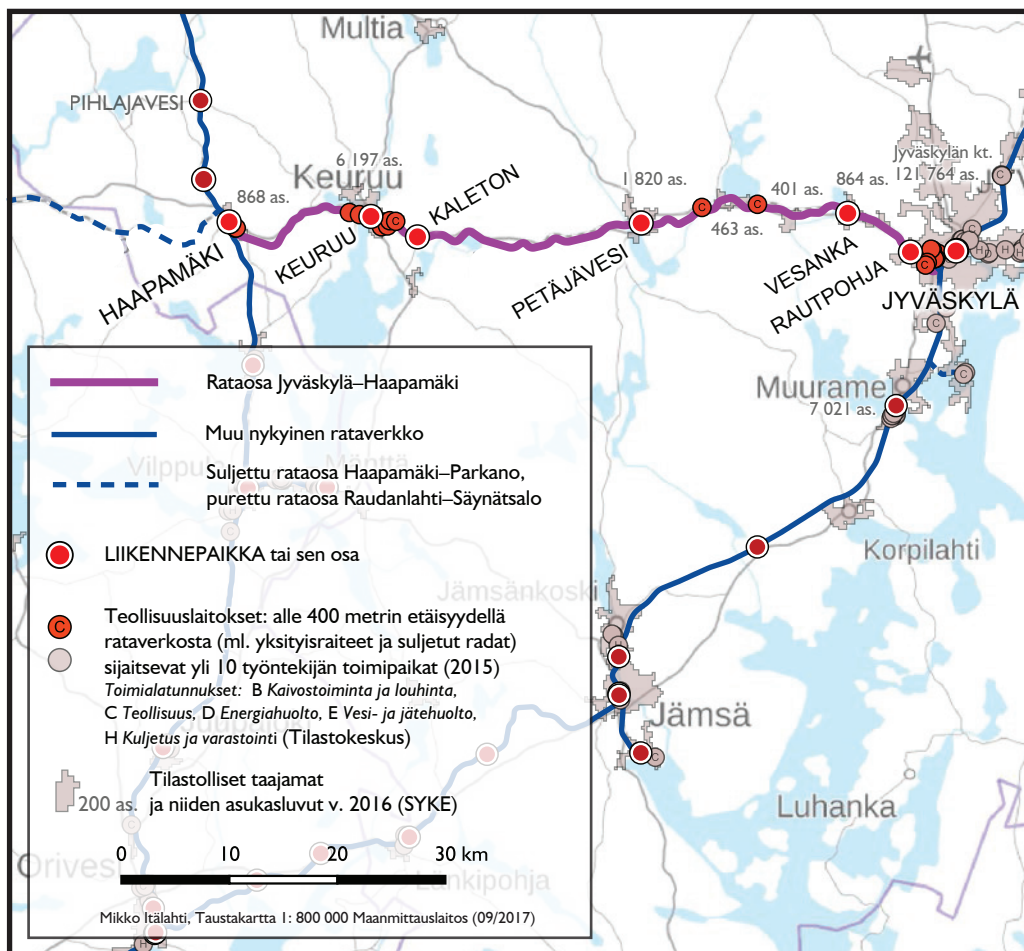 Multia
PIHLAJAVESI
6 197 as.
Keuruu
868 as.
KALETON
1 820 as.
Jyväskylän kt.
121 764 as.
401 as.
864 as.
463 as.
HAAPAMÄKI
KEURUU
PETÄJÄVESI
VESANKA
RAUTPOHJA
JYVÄSKYLÄ
Muurame
7 021 as.
Korpilahti
Jämsänkoski
Jämsä
Luhanka
Vilppula
Mänttä
Orivesi
Länkipohja
Rataosa Jyväskylä–Haapamäki
Muu nykyinen rataverkko
Suljettu rataosa Haapamäki–Parkano,
purettu rataosa Raudanlahti–Säynätsalo
LIIKENNEPAIKKA tai sen osa
C
Teollisuuslaitokset: alle 400 metrin etäisyydellä
rataverkosta (ml. yksityisraiteet ja suljetut radat)
sijaitsevat yli 10 työntekijän toimipaikat (2015)
Toimialatunnukset: B Kaivostoiminta ja louhinta,
C Teollisuus, D Energiahuolto, E Vesi- ja jätehuolto,
H Kuljetus ja varastointi (Tilastokeskus)
Tilastolliset taajamat
200 as. ja niiden asukasluvut v. 2016 (SYKE)
0 10 20 30 km
Mikko Itälahti, Taustakartta 1: 800 000 Maanmittauslaitos (09/2017)